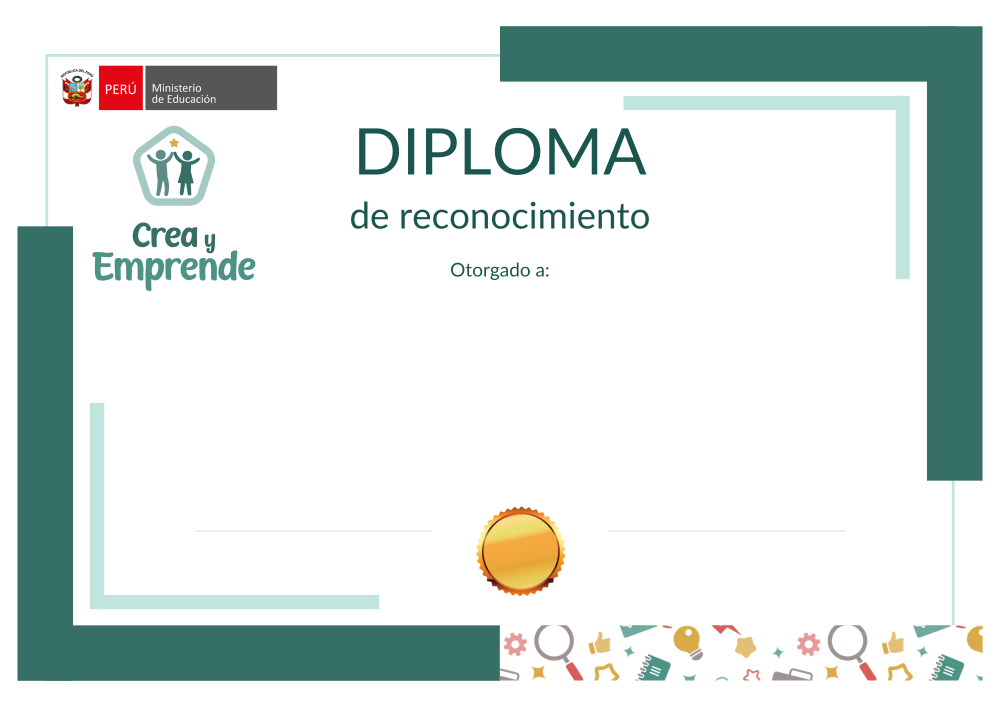 REPÚBLICA DEL PERÚ
PERÚ
Ministerio
de Educación
DIPLOMA
de reconocimiento
Crea y
Emprende
Otorgado a: